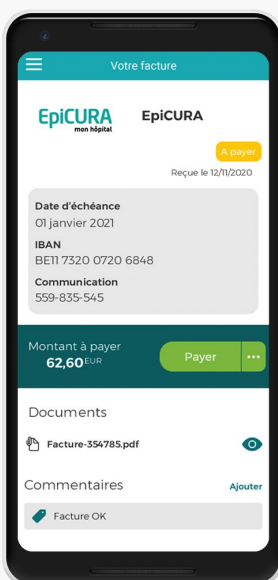 Votre facture
EpiCURA
mon hôpital
EpiCURA
A payer
Reçue le 12/11/2020
Date d'échéance
01 janvier 2021
IBAN
BE11 7320 0720 6848
Communication
559-835-545
Montant à payer
62,60 EUR
Payer
Documents
Facture-354785.pdf
Commentaires
Ajouter
Facture OK